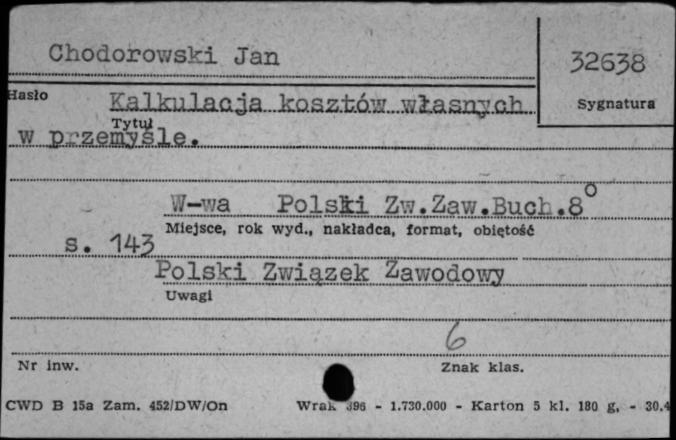 Chodorowski Jan
32638
Hasło
Sygnatura
Kalkulacja kosztów własnych
Tytuł
w przemyśle.
W-wa Polski Zw.Zaw.Buch.8°
Miejsce, rok wyd., nakładca, format, objętość
s. 143
Polski Związek Zawodowy
Uwagi
6
Nr inw.
Znak klas.
CWD B 15a Zam. 452/DW/On 396 - 1.730.000 - Karton 5 kl. 180 g, - 30.4